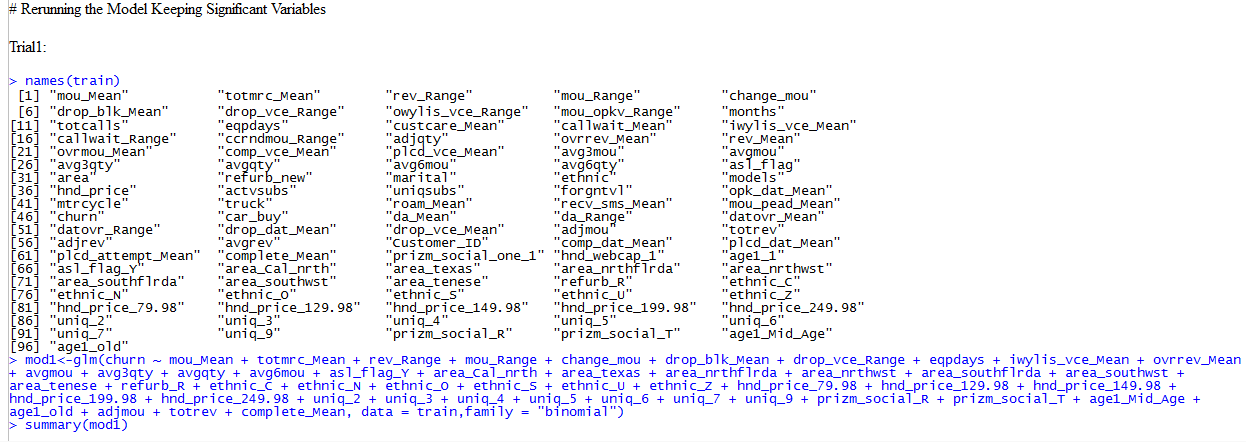 # Rerunning the Model Keeping Significant Variables
Trial1:
> names(train)
[1] "mou_Mean" "totmrc_Mean" "rev_Range" "mou_Range" "change_mou"
[6] "drop_blk_Mean" "drop_vce_Range" "owylis_vce_Range" "mou_opkv_Range" "months"
[11] "totcalls" "eqpdays" "custcare_Mean" "callwait_Mean" "iwylis_vce_Mean"
[16] "callwait_Range" "ccrndmou_Range" "adjqty" "ovrrev_Mean" "rev_Mean"
[21] "ovrmou_Mean" "comp_vce_Mean" "plcd_vce_Mean" "avg3mou" "avgmou"
[26] "avg3qty" "avgqty" "avg6mou" "avg6qty" "asl_flag"
[31] "area" "refurb_new" "marital" "ethnic" "models"
[36] "hnd_price" "actvsubs" "uniqsubs" "forgntvl" "opk_dat_Mean"
[41] "mtrcycle" "truck" "roam_Mean" "recv_sms_Mean" "mou_pead_Mean"
[46] "churn" "car_buy" "da_Mean" "da_Range" "datovr_Mean"
[51] "datovr_Range" "drop_dat_Mean" "drop_vce_Mean" "adjmou" "totrev"
[56] "adjrev" "avgrev" "Customer_ID" "comp_dat_Mean" "plcd_dat_Mean"
[61] "plcd_attempt_Mean" "complete_Mean" "prizm_social_one_1" "hnd_webcap_1" "age1_1"
[66] "asl_flag_Y" "area_Cal_nrth" "area_texas" "area_nrthflrda" "area_nrthwst"
[71] "area_southflrda" "area_southwst" "area_tenese" "refurb_R" "ethnic_C"
[76] "ethnic_N" "ethnic_O" "ethnic_S" "ethnic_U" "ethnic_Z"
[81] "hnd_price_79.98" "hnd_price_129.98" "hnd_price_149.98" "hnd_price_199.98" "hnd_price_249.98"
[86] "uniq_2" "uniq_3" "uniq_4" "uniq_5" "uniq_6"
[91] "uniq_7" "uniq_9" "prizm_social_R" "prizm_social_T" "age1_Mid_Age"
[96] "age1_old"
> mod1<-glm(churn ~ mou_Mean + totmrc_Mean + rev_Range + mou_Range + change_mou + drop_blk_Mean + drop_vce_Range + eqpdays + iwylis_vce_Mean + ovrrev_Mean
+ avgmou + avg3qty + avgqty + avg6mou + asl_flag_Y + area_Cal_nrth + area_texas + area_nrthflrda + area_nrthwst + area_southflrda + area_southwst +
area_tenese + refurb_R + ethnic_C + ethnic_N + ethnic_O + ethnic_S + ethnic_U + ethnic_Z + hnd_price_79.98 + hnd_price_129.98 + hnd_price_149.98 +
hnd_price_199.98 + hnd_price_249.98 + uniq_2 + uniq_3 + uniq_4 + uniq_5 + uniq_6 + uniq_7 + uniq_9 + prizm_social_R + prizm_social_T + age1_Mid_Age +
age1_old + adjmou + totrev + complete_Mean, data = train,family = "binomial")
> summary(mod1)